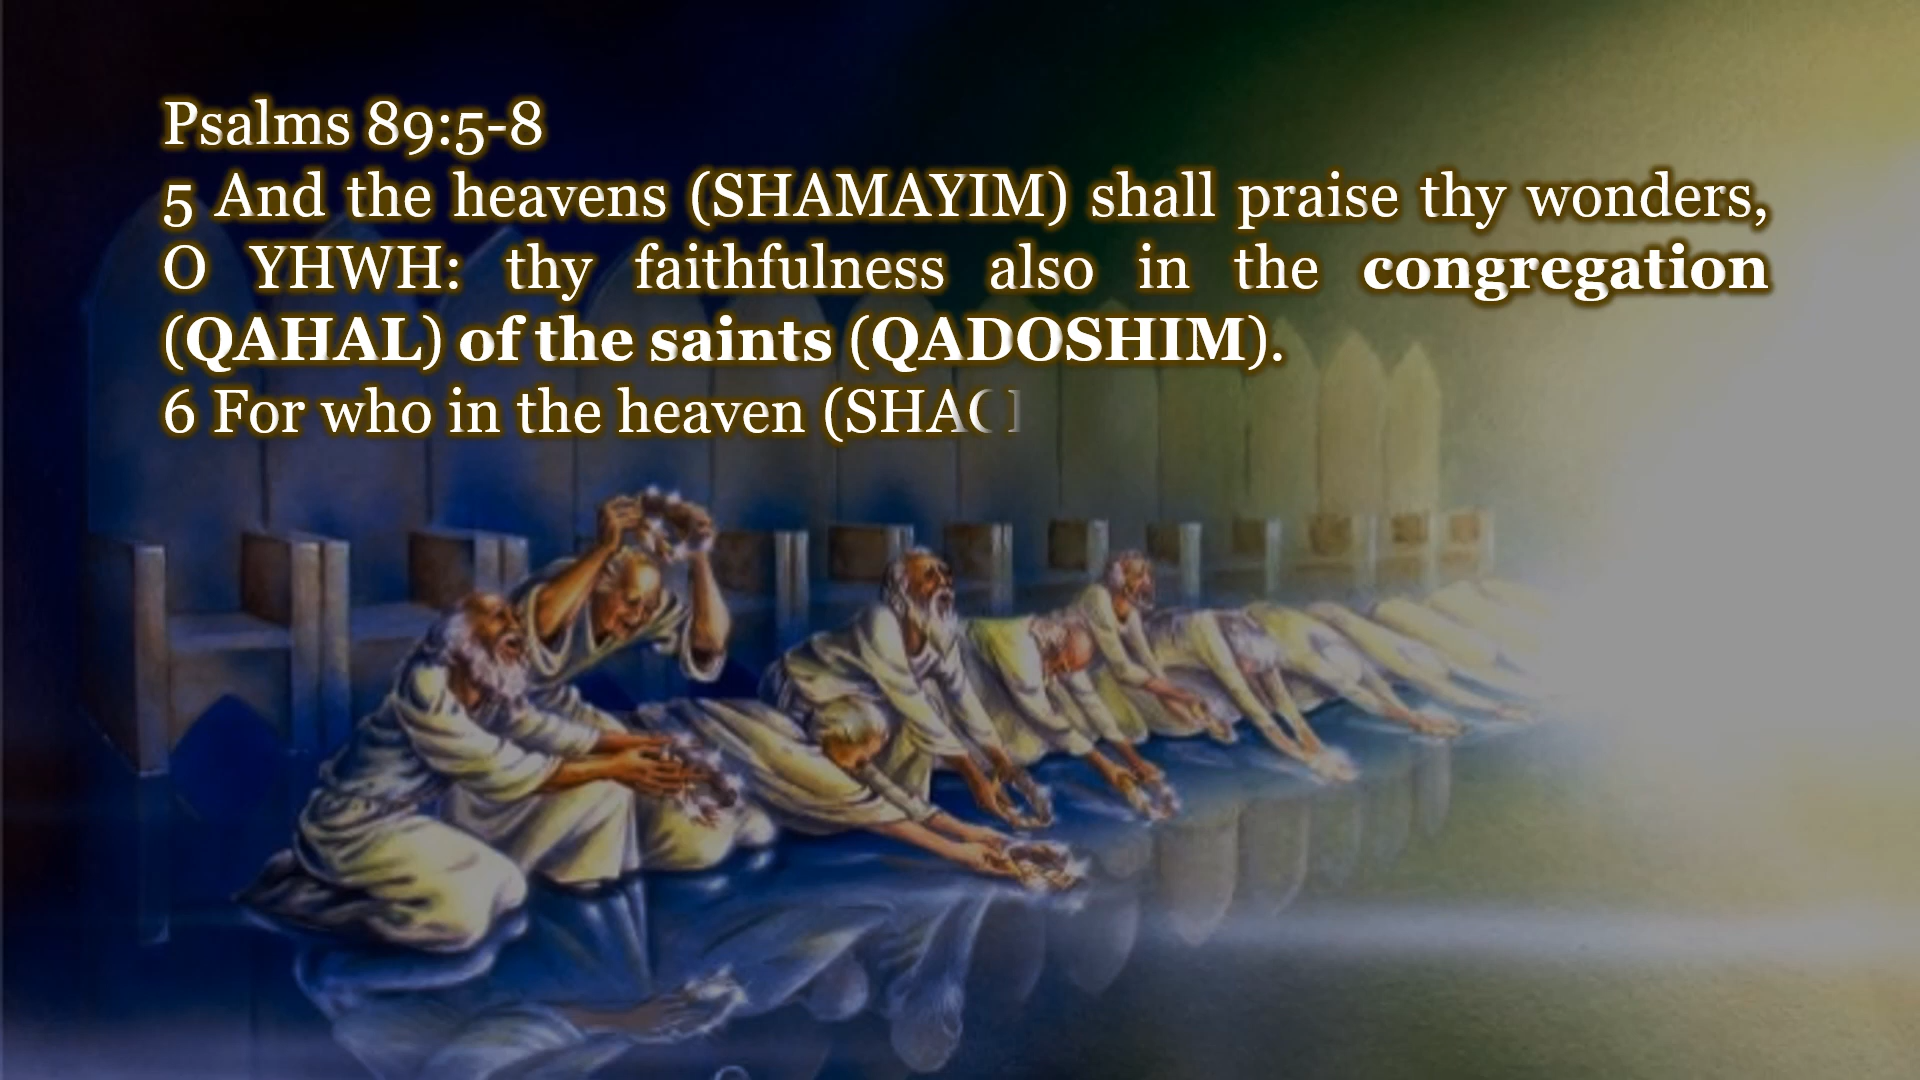 Psalms 89:5-8
5 And the heavens (SHAMAYIM) shall praise thy wonders,
O YHWH: thy faithfulness also in the congregation
(QAHAL) of the saints (QADOSHIM).
6 For who in the heaven